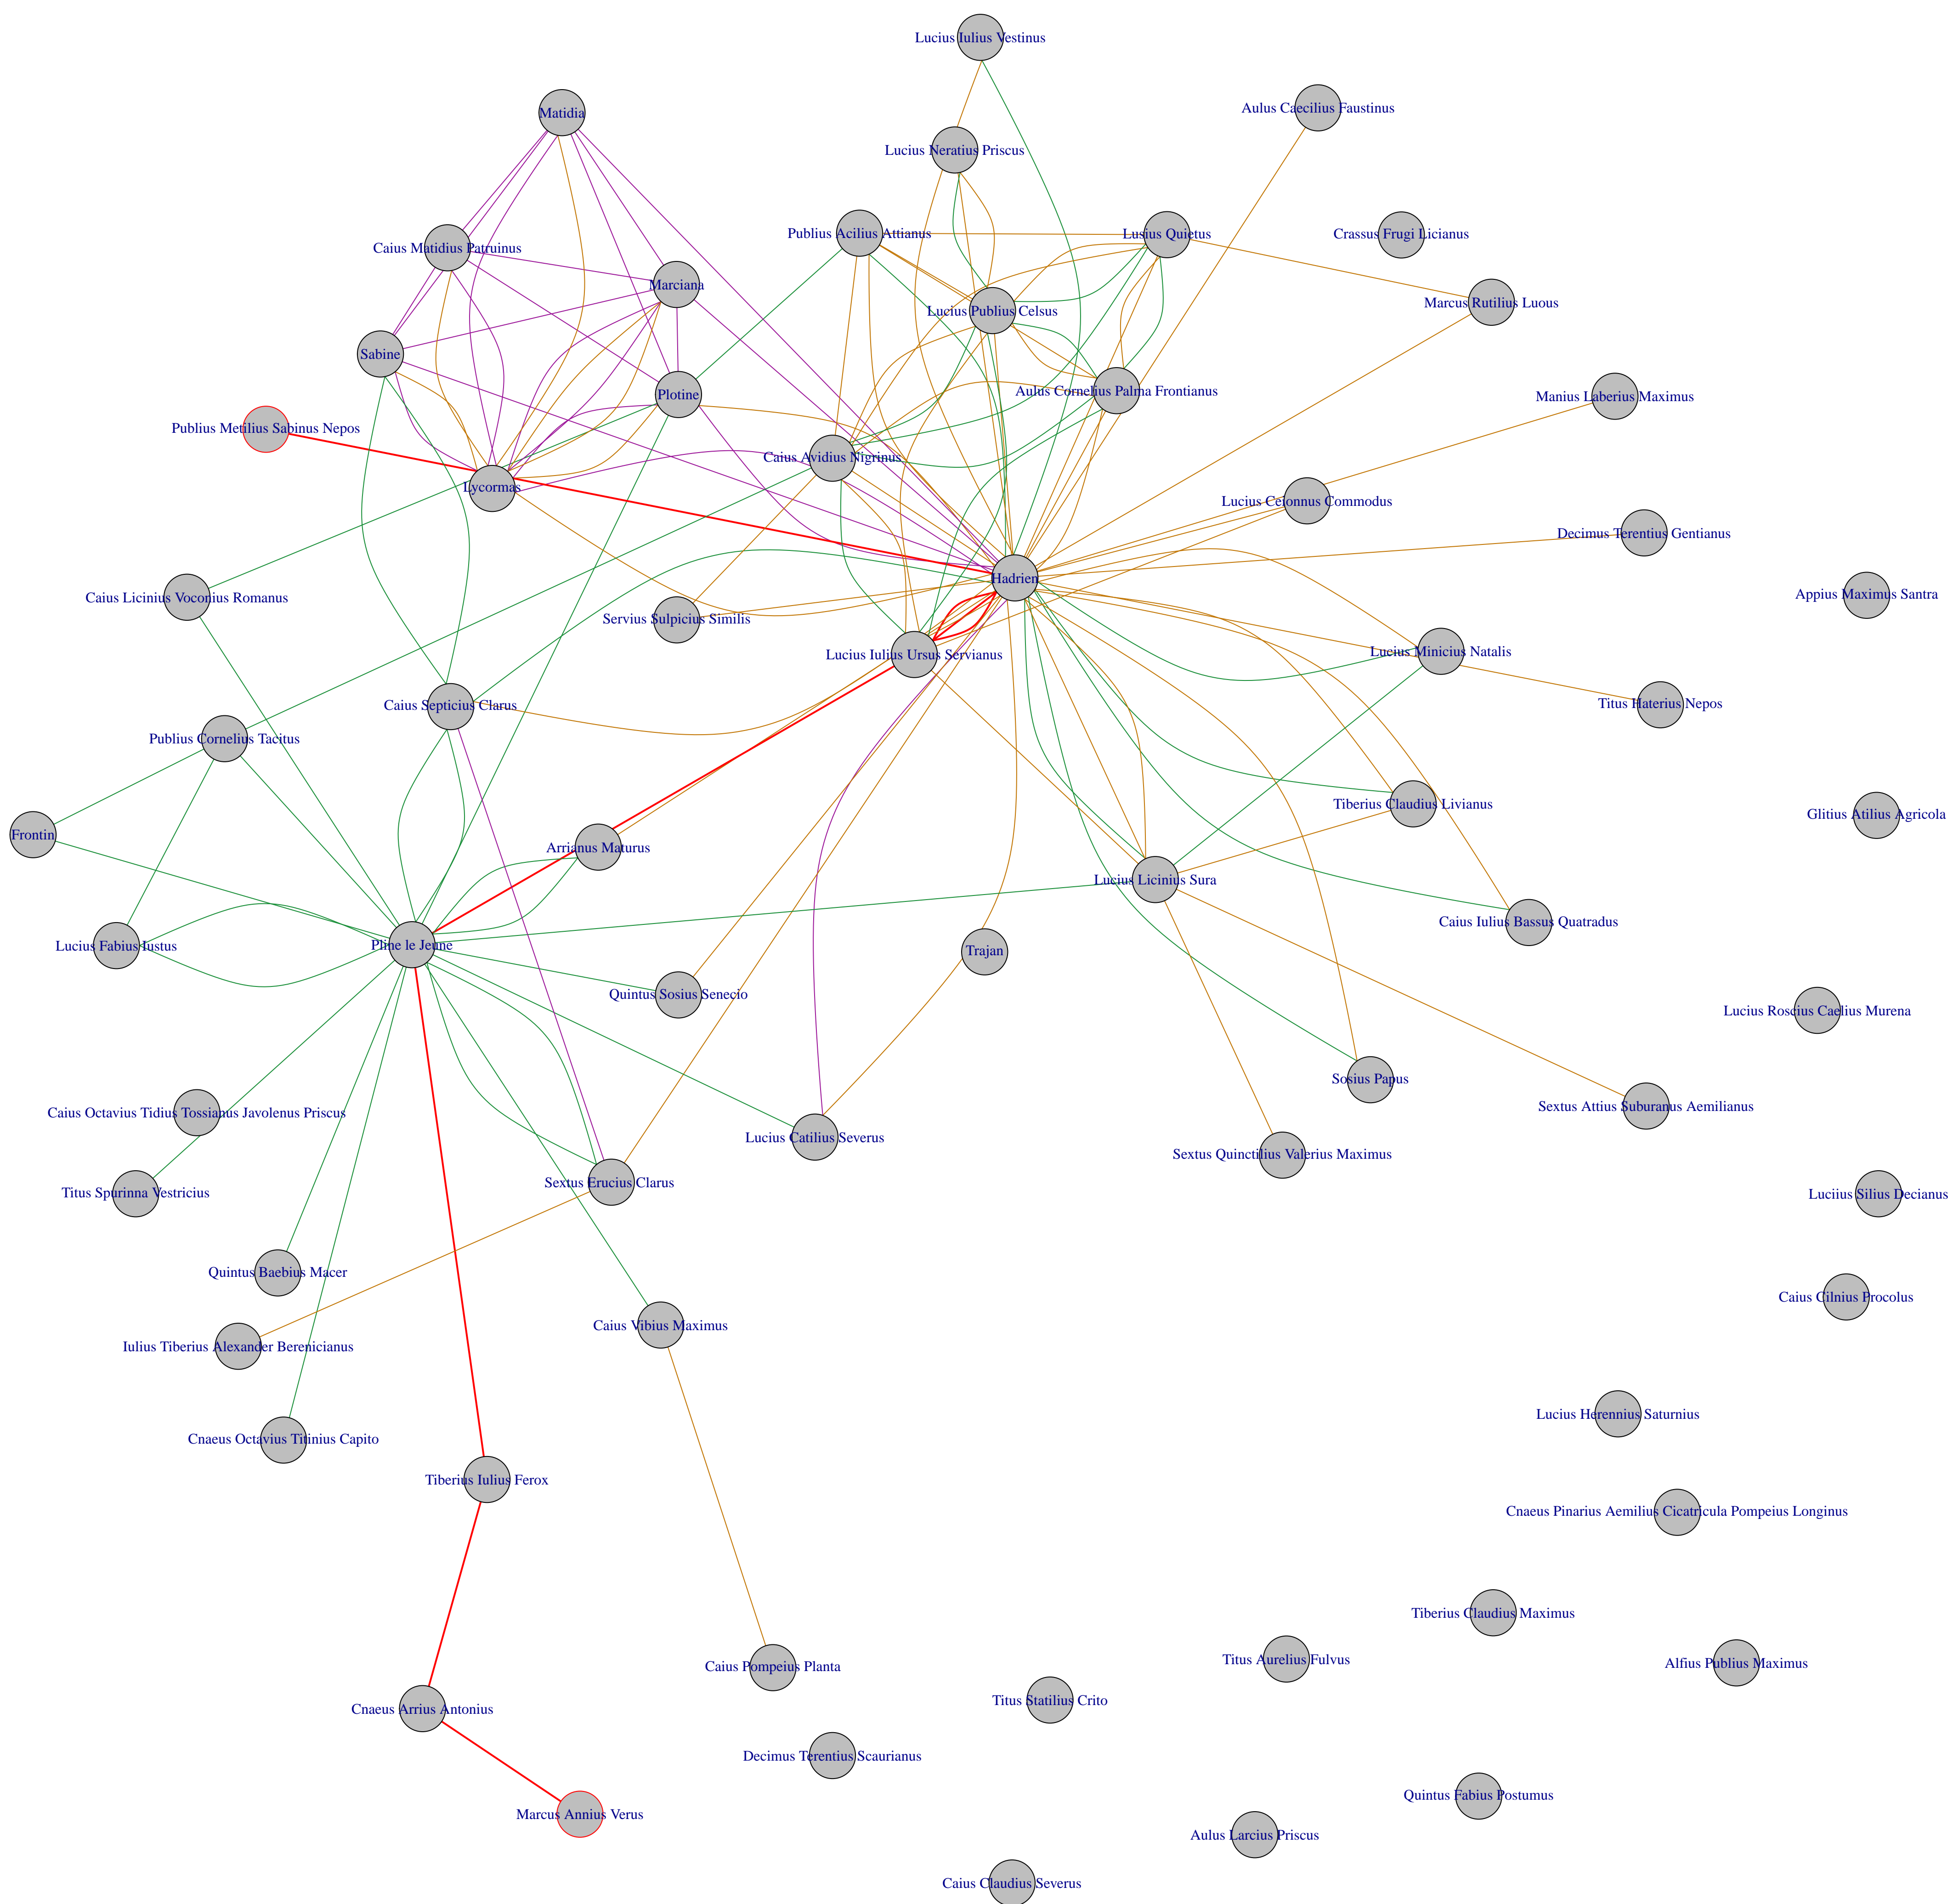 Lucius Iulius Vestinus
Matidia
Aulus Caecilius Faustinus
Lucius Neratius Priscus
Caius Matidius Patruinus
Publius Acilius Attianus
Lusius Quietus
Crassus Frugi Licianus
Marciana
Lucius Publius Celsus
Marcus Rutilius Luous
Sabine
Plotine
Aulus Cornelius Palma Frontianus
Manius Laberius Maximus
Publius Metilius Sabinus Nepos
Caius Avidius Nigrinus
Lycormas
Lucius Ceionnus Commodus
Decimus Terentius Gentianus
Hadrien
Caius Licinius Voconius Romanus
Appius Maximus Santra
Servius Sulpicius Similis
Lucius Iulius Ursus Servianus
Lucius Minicius Natalis
Caius Septicius Clarus
Titus Haterius Nepos
Publius Cornelius Tacitus
Tiberius Claudius Livianus
Glitius Atilius Agricola
Frontin
Arrianus Maturus
Lucius Licinius Sura
Caius Iulius Bassus Quatradus
Lucius Fabius Iustus
Pline le Jeune
Trajan
Quintus Sosius Senecio
Lucius Roscius Caelius Murena
Sosius Papus
Caius Octavius Tidius Tossianus Javolenus Priscus
Sextus Attius Suburanus Aemilianus
Lucius Catilius Severus
Sextus Quinctilius Valerius Maximus
Sextus Erucius Clarus
Titus Spurinna Vestricius
Luciius Silius Decianus
Quintus Baebius Macer
Caius Cilnius Procolus
Caius Vibius Maximus
Iulius Tiberius Alexander Berenicianus
Lucius Herennius Saturnius
Cnaeus Octavius Titinius Capito
Tiberius Iulius Ferox
Cnaeus Pinarius Aemilius Cicatricula Pompeius Longinus
Tiberius Claudius Maximus
Titus Aurelius Fulvus
Alfius Publius Maximus
Caius Pompeius Planta
Titus Statilius Crito
Cnaeus Arrius Antonius
Decimus Terentius Scaurianus
Quintus Fabius Postumus
Marcus Annius Verus
Aulus Larcius Priscus
Caius Claudius Severus